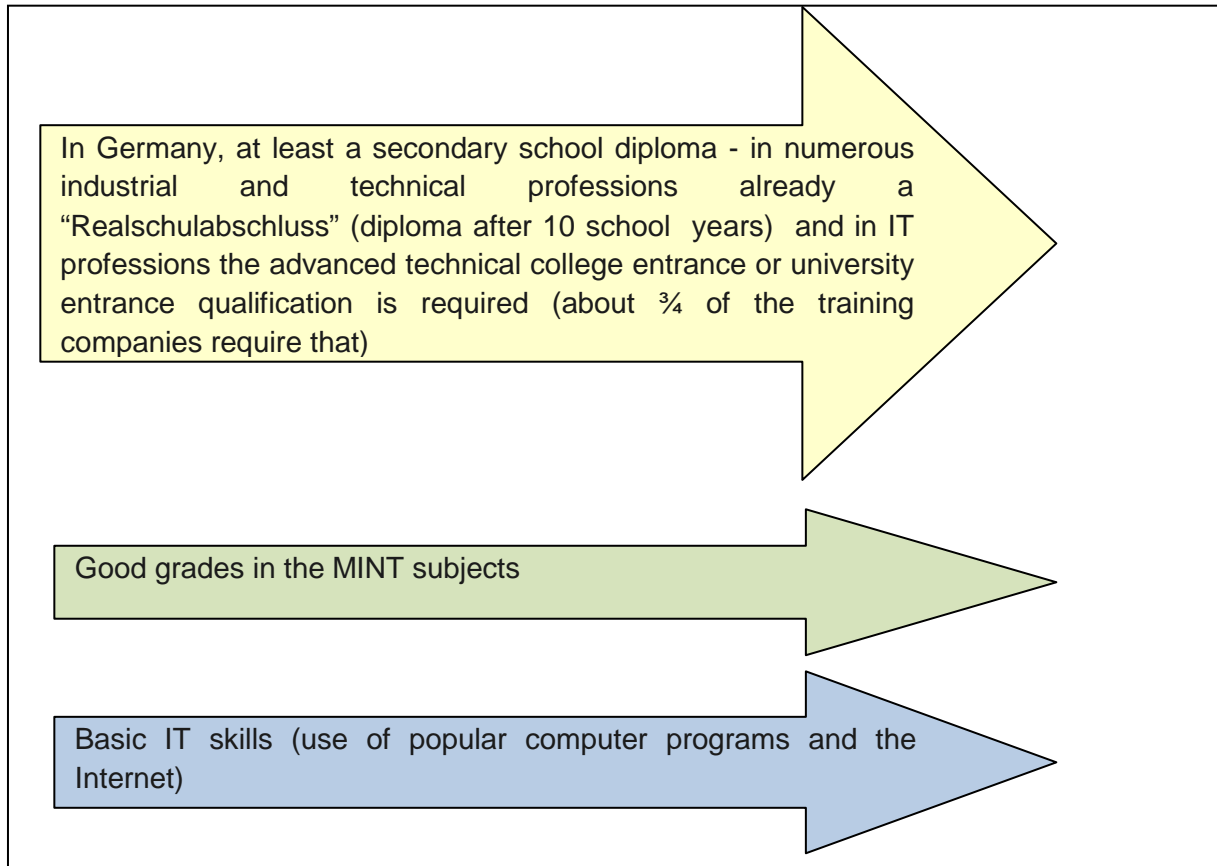 In Germany, at least a secondary school diploma - in numerous
industrial and technical professions already a
“Realschulabschluss” (diploma after 10 school years) and in IT
professions the advanced technical college entrance or university
entrance qualification is required (about ¾ of the training
companies require that)
Good grades in the MINT subjects
Basic IT skills (use of popular computer programs and the
Internet)